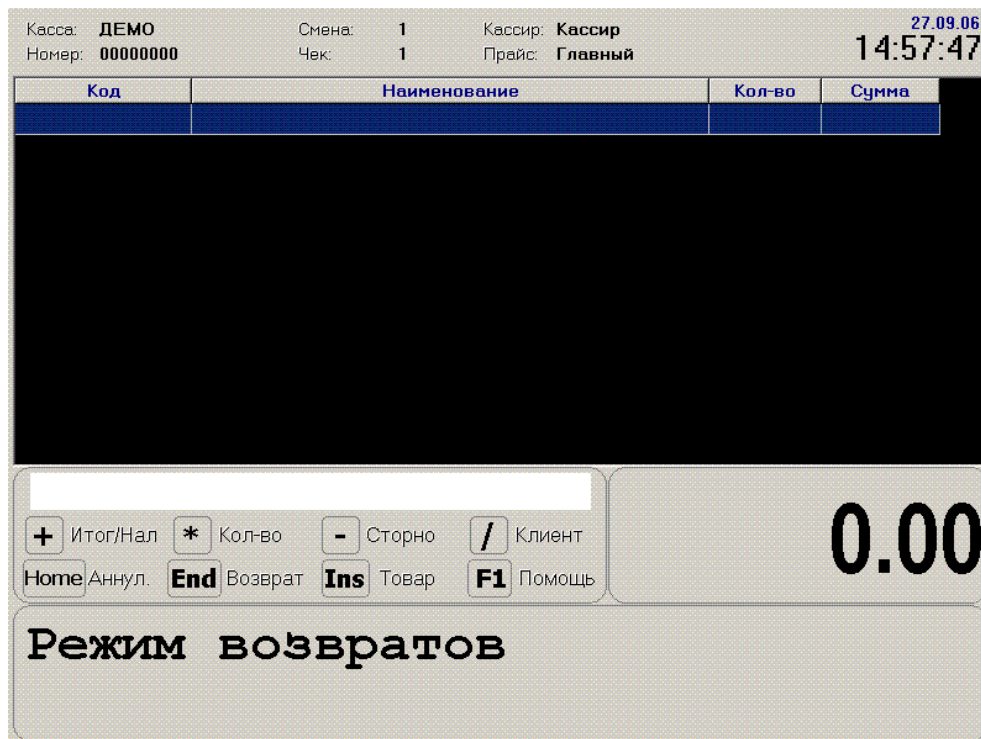 Касса: ДЕМО Смена: 1 Кассир: Кассир 27.09.06
Номер: 00000000 Чек: 1 Прайс: Главный 14:57:47
Код Наименование Кол-во Сумма
+ Итог/Нал * Кол-во - Сторно / Клиент
Home Аннул. End Возврат Ins Товар F1 Помощь
0.00
Режим возвратов